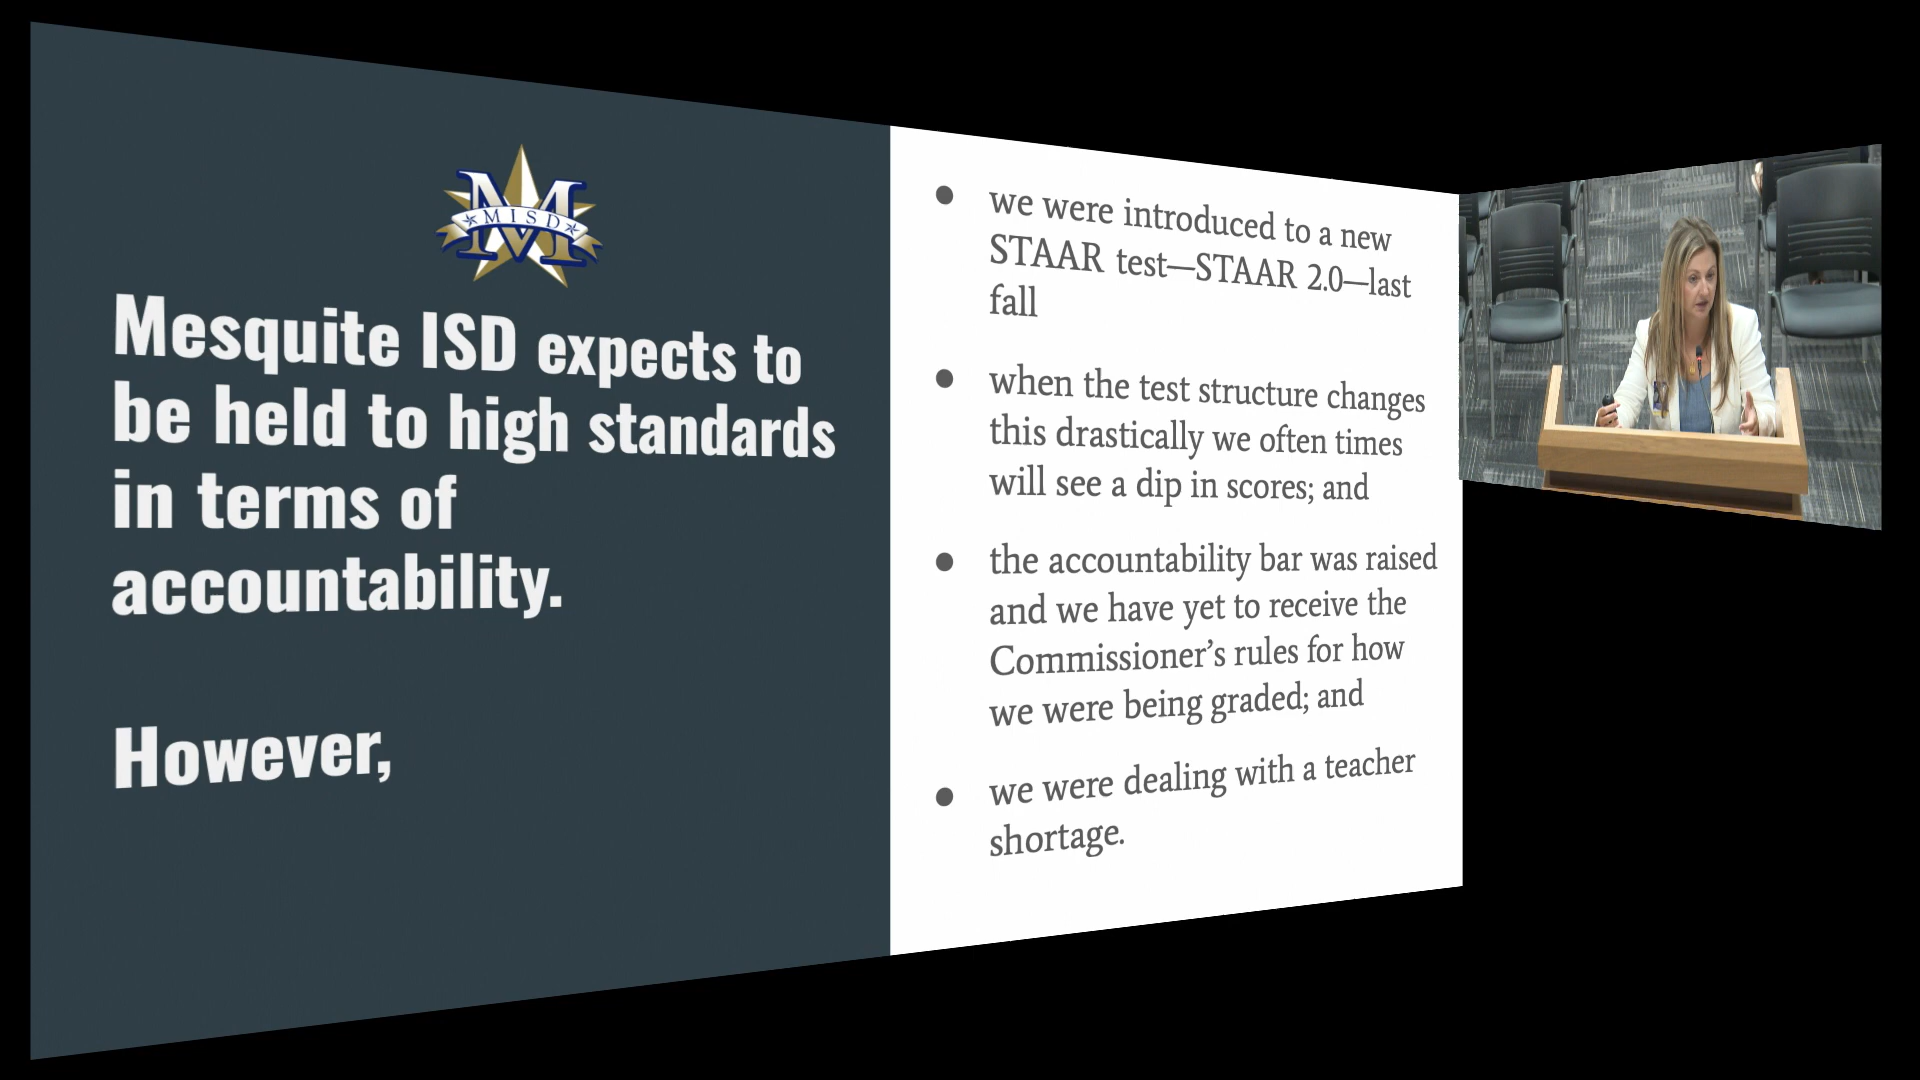 MISD
Mesquite ISD expects to
be held to high standards
in terms of
accountability.
However,
● we were introduced to a new
STAAR test—STAAR 2.0—last
fall
● when the test structure changes
this drastically we often times
will see a dip in scores; and
● the accountability bar was raised
and we have yet to receive the
Commissioner’s rules for how
we were being graded; and
● we were dealing with a teacher
shortage.